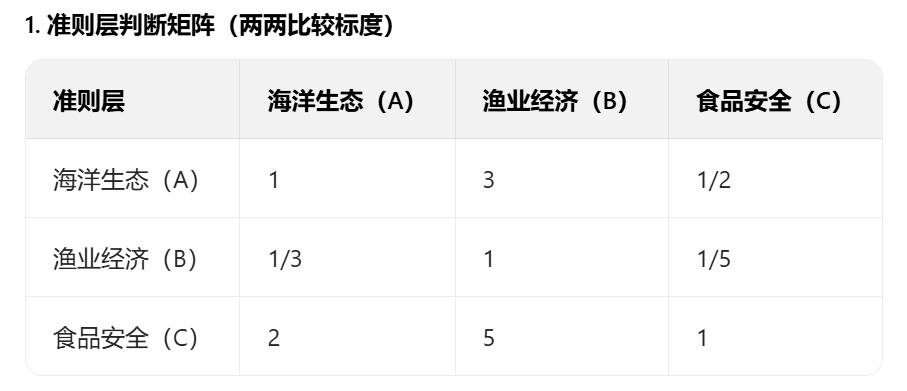 1. 准则层判断矩阵（两两比较标度）
准则层 海洋生态（A） 渔业经济（B） 食品安全（C）
海洋生态（A） 1 3 1/2
渔业经济（B） 1/3 1 1/5
食品安全（C） 2 5 1